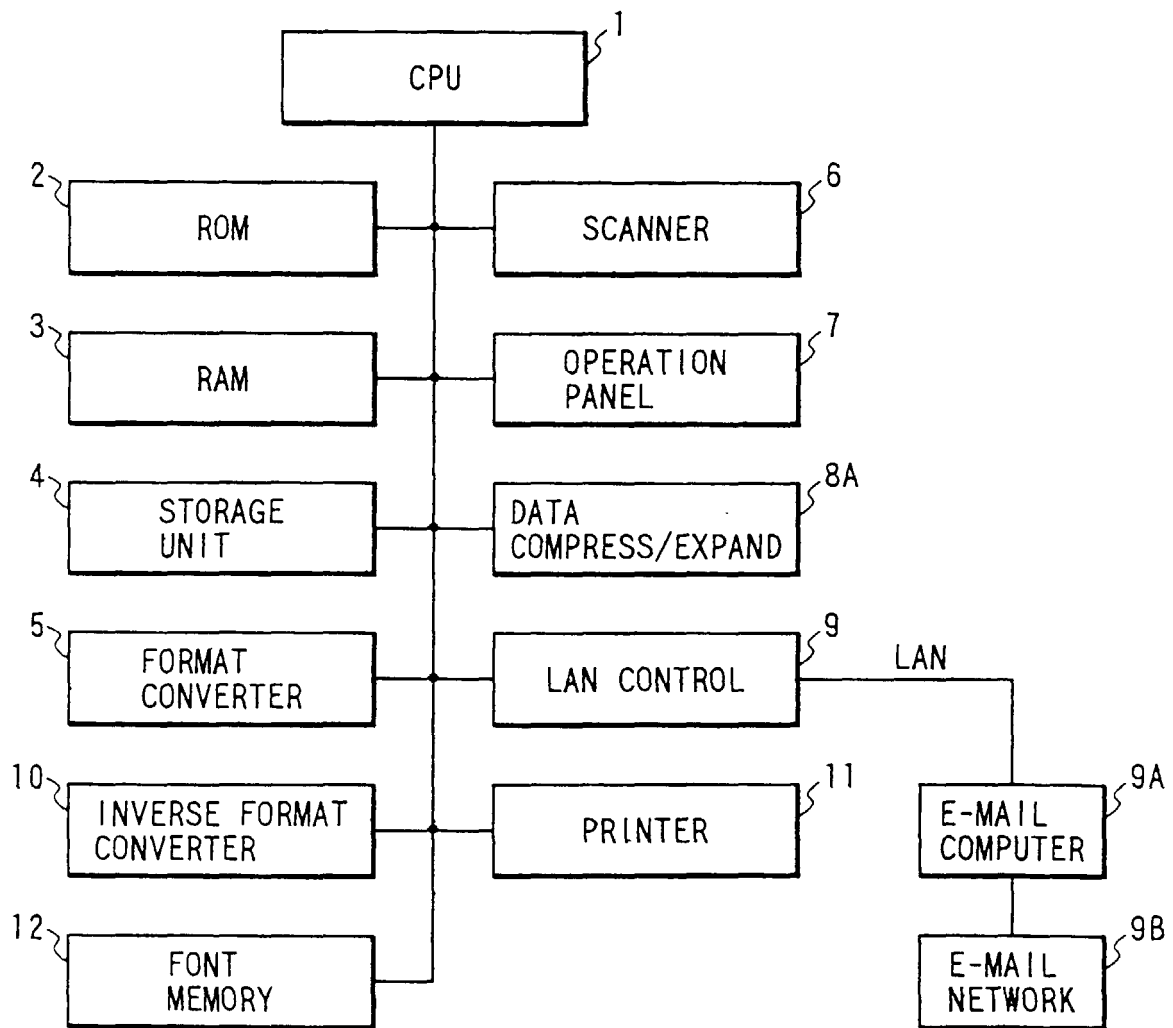 1
CPU
2
ROM
6
SCANNER
3
RAM
7
OPERATION
PANEL
4
STORAGE
UNIT
8A
DATA
COMPRESS/EXPAND
5
FORMAT
CONVERTER
9
LAN CONTROL
LAN
10
INVERSE FORMAT
CONVERTER
11
PRINTER
9A
E-MAIL
COMPUTER
12
FONT
MEMORY
9B
E-MAIL
NETWORK